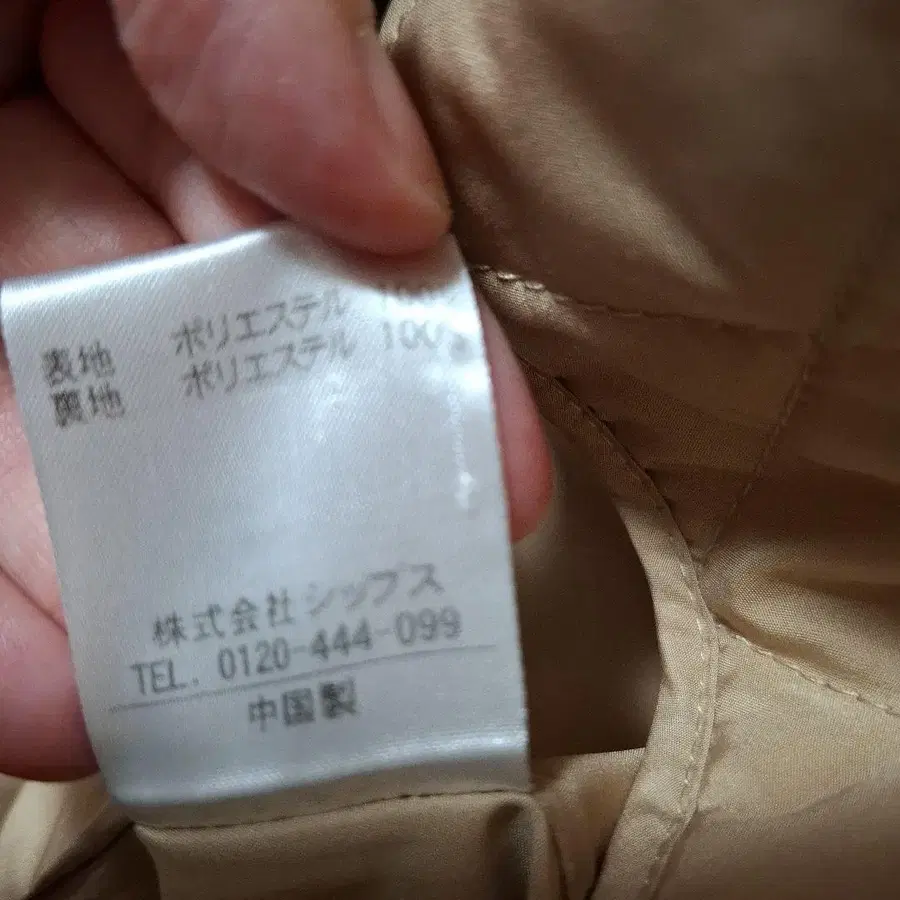 表地 ポリエステル 100%
裏地 ポリエステル 100%
株式会社 シップス
TEL. 0120-444-099
中国製